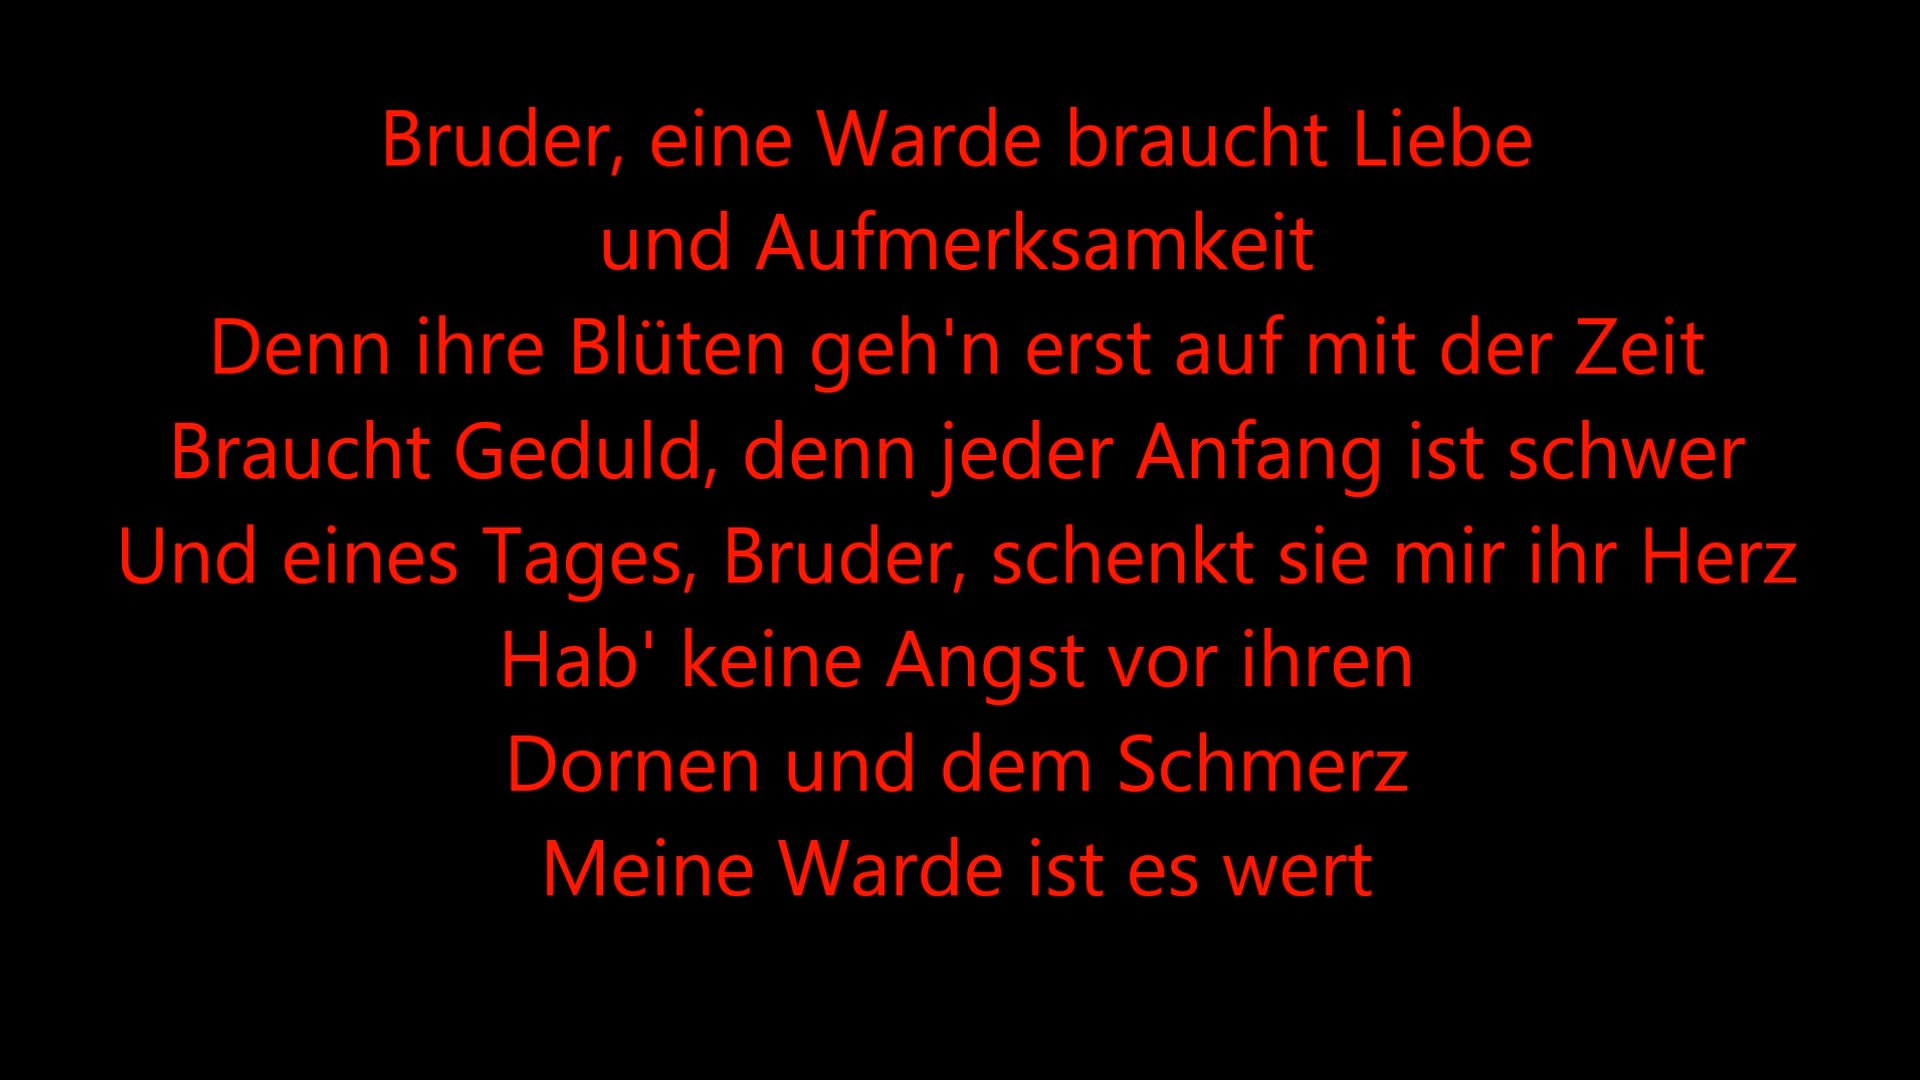 Bruder, eine Warde braucht Liebe
und Aufmerksamkeit
Denn ihre Blüten geh'n erst auf mit der Zeit
Braucht Geduld, denn jeder Anfang ist schwer
Und eines Tages, Bruder, schenkt sie mir ihr Herz
Hab' keine Angst vor ihren
Dornen und dem Schmerz
Meine Warde ist es wert